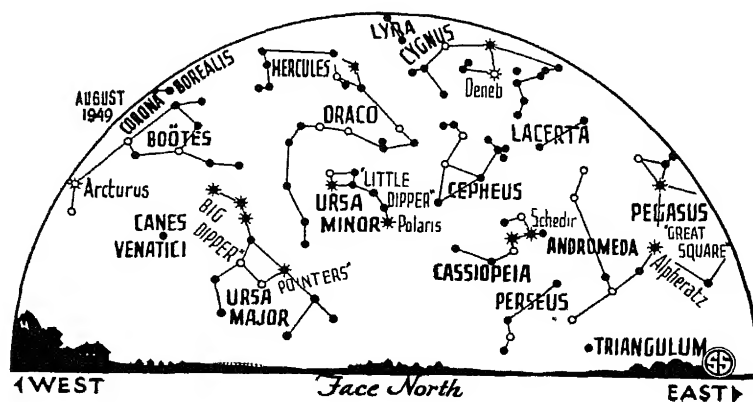 LYRA
CYGNUS
HERCULES
Deneb
AUGUST
1949
CORONA BOREALIS
DRACO
LACERTA
BOÖTES
Arcturus
"LITTLE
DIPPER"
CEPHEUS
URSA
MINOR
Polaris
PEGASUS
"GREAT
SQUARE"
BIG
DIPPER"
CANES
VENATICI
Schedir
ANDROMEDA
Alpheratz
POINTERS"
CASSIOPEIA
URSA
MAJOR
PERSEUS
TRIANGULUM
SS
WEST
Face North
EAST